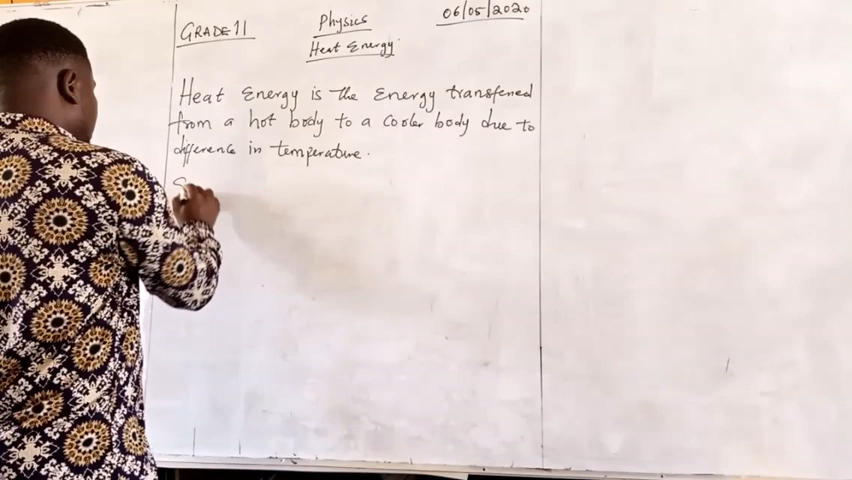 GRADE 11 Physics 06/05/2020
Heat Energy
Heat Energy is the Energy transferred
from a hot body to a cooler body due to
difference in temperature.
S